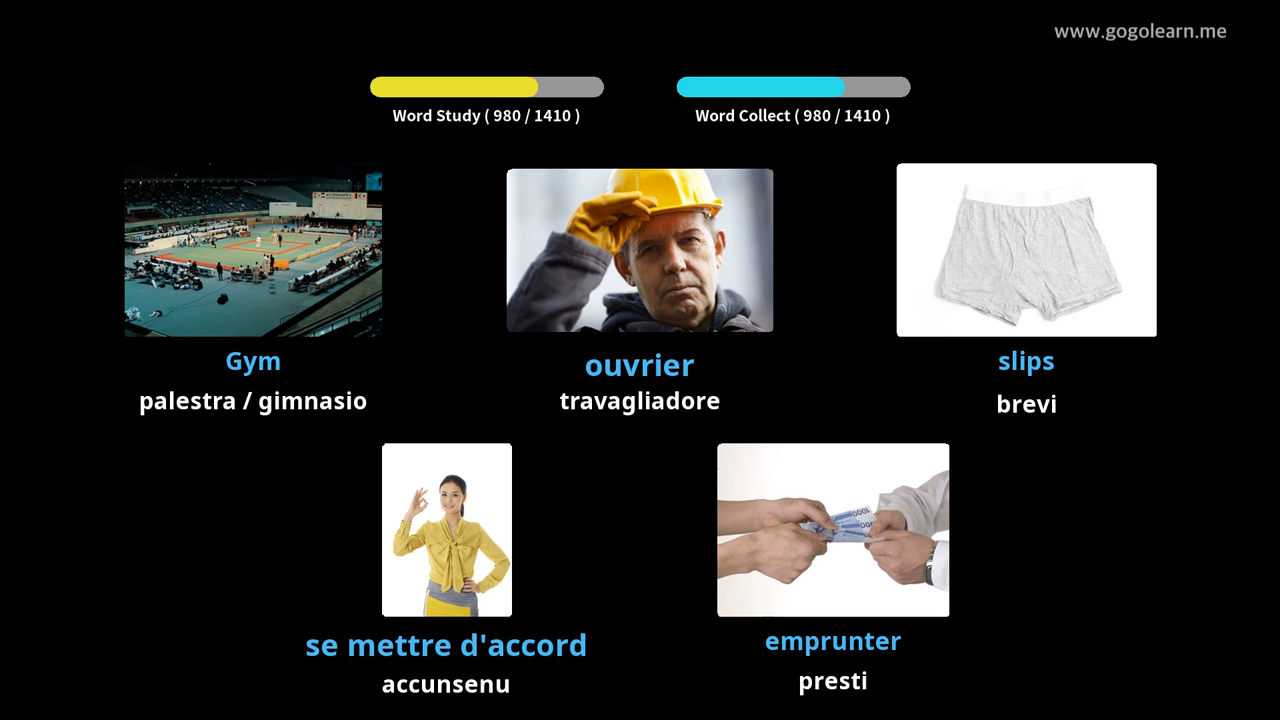 www.gogolearn.me
Word Study ( 980 / 1410 )
Word Collect ( 980 / 1410 )
Gym
palestra / gimnasio
ouvrier
travagliadore
slips
brevi
se mettre d'accord
accunsenu
emprunter
presti